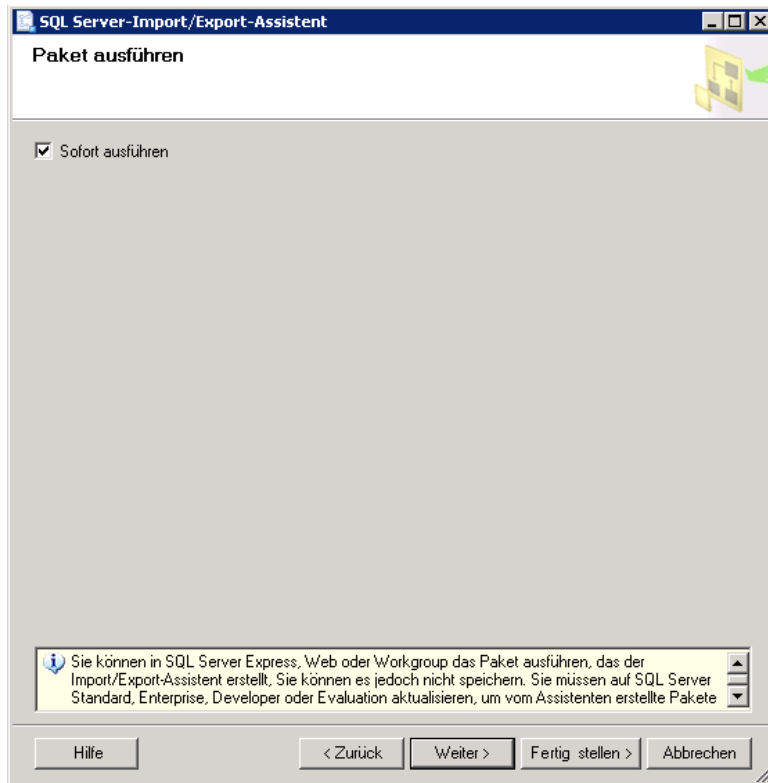 SQL Server-Import/Export-Assistent
Paket ausführen
Sofort ausführen
Sie können in SQL Server Express, Web oder Workgroup das Paket ausführen, das der
Import/Export-Assistent erstellt, Sie können es jedoch nicht speichern. Sie müssen auf SQL Server
Standard, Enterprise, Developer oder Evaluation aktualisieren, um vom Assistenten erstellte Pakete
Hilfe
< Zurück
Weiter >
Fertig stellen >
Abbrechen